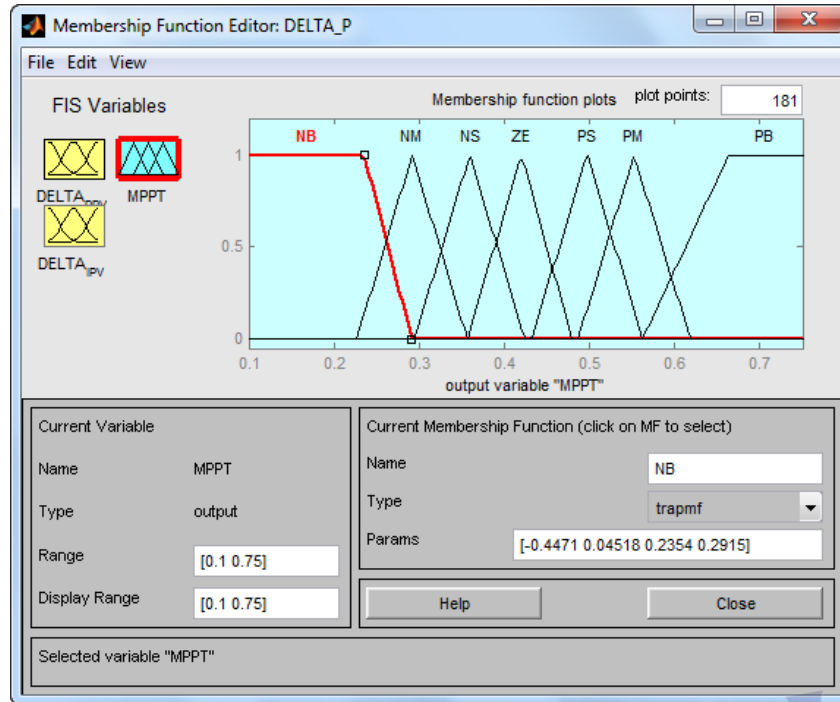 Membership Function Editor: DELTA_P
File Edit View
FIS Variables
Membership function plots plot points: 181
DELTA MPPT
DELTA IPV
NB NM NS ZE PS PM PB
1
0.5
0
0.1 0.2 0.3 0.4 0.5 0.6 0.7
output variable "MPPT"
Current Variable
Name MPPT
Type output
Range [0.1 0.75]
Display Range [0.1 0.75]
Current Membership Function (click on MF to select)
Name NB
Type trapmf
Params [-0.4471 0.04518 0.2354 0.2915]
Help Close
Selected variable "MPPT"